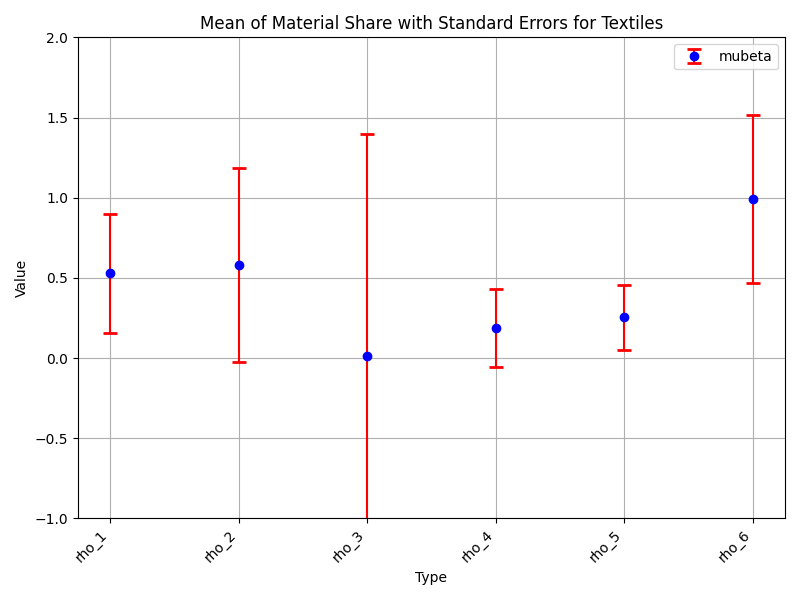 Mean of Material Share with Standard Errors for Textiles
mubeta
Value
2.0
1.5
1.0
0.5
0.0
−0.5
−1.0
rho_1 rho_2 rho_3 rho_4 rho_5 rho_6
Type